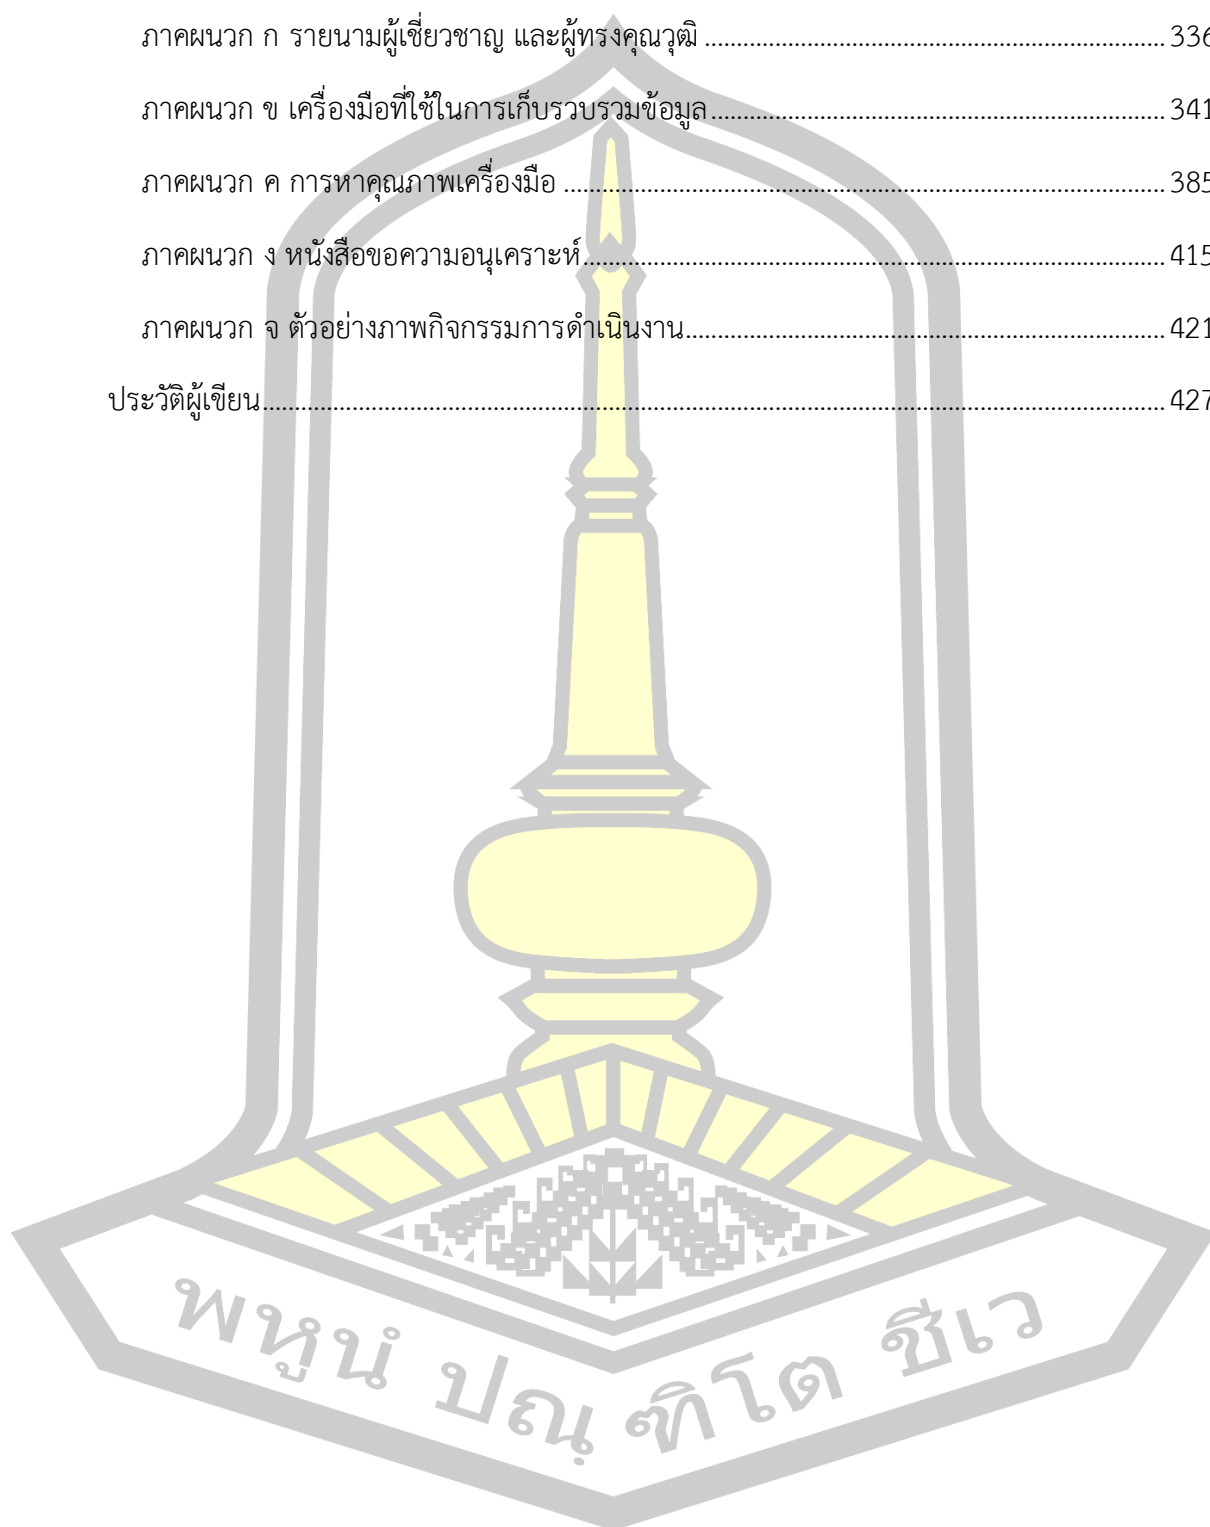 ภาคผนวก ก รายนามผู้เชี่ยวชาญ และผู้ทรงคุณวุฒิ ........ 336
ภาคผนวก ข เครื่องมือที่ใช้ในการเก็บรวบรวมข้อมูล ........ 341
ภาคผนวก ค การหาคุณภาพเครื่องมือ ........ 385
ภาคผนวก ง หนังสือขอความอนุเคราะห์ ........ 415
ภาคผนวก จ ตัวอย่างภาพกิจกรรมการดำเนินงาน ........ 421
ประวัติผู้เขียน ........ 427
พหูนํ ปณฺฑิโต ชีเว